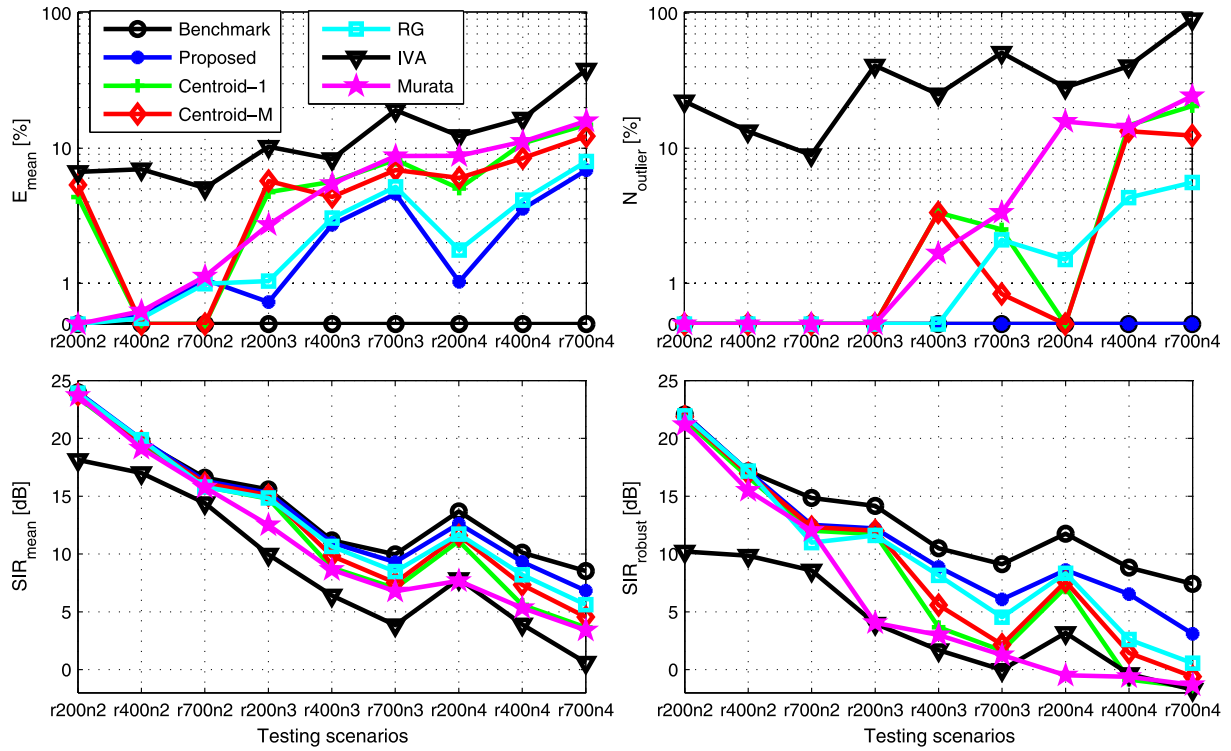 100
10
1
0
E_mean [%]
Benchmark
Proposed
Centroid-1
Centroid-M
RG
IVA
Murata
r200n2 r400n2 r700n2 r200n3 r400n3 r700n3 r200n4 r400n4 r700n4
100
10
1
0
N_outlier [%]
r200n2 r400n2 r700n2 r200n3 r400n3 r700n3 r200n4 r400n4 r700n4
25
20
15
10
5
0
SIR_mean [dB]
r200n2 r400n2 r700n2 r200n3 r400n3 r700n3 r200n4 r400n4 r700n4
Testing scenarios
25
20
15
10
5
0
SIR_robust [dB]
r200n2 r400n2 r700n2 r200n3 r400n3 r700n3 r200n4 r400n4 r700n4
Testing scenarios